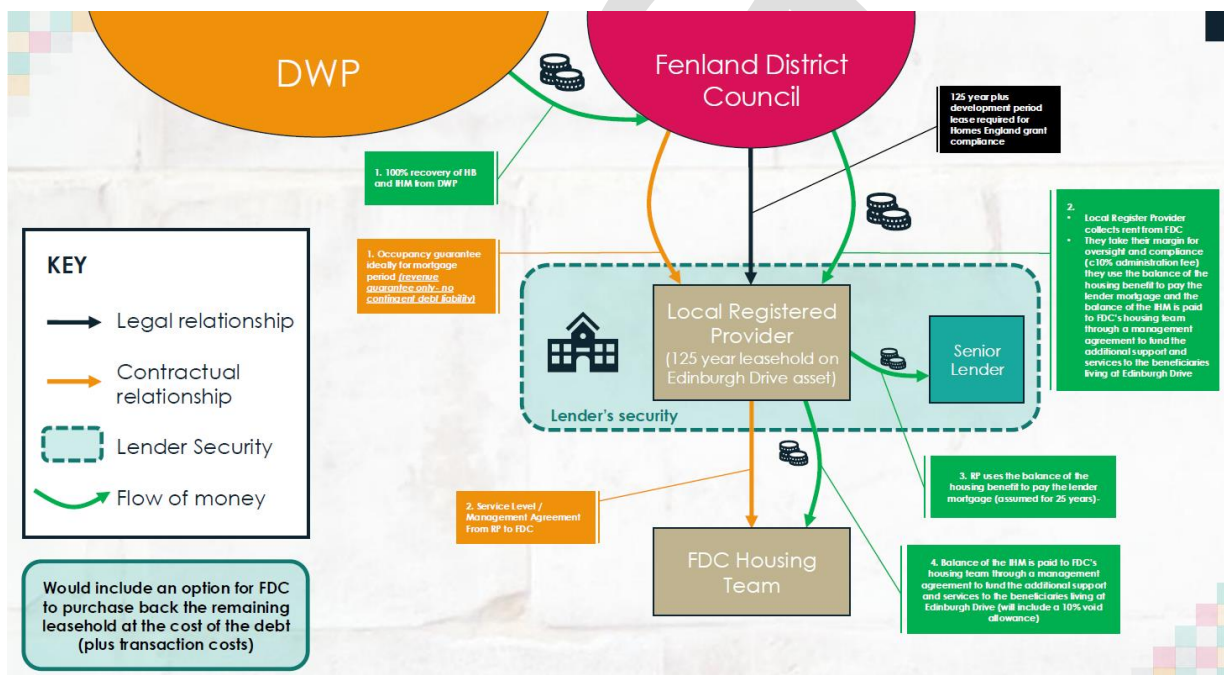 DWP
Fenland District
Council
125 year plus
development period
lease required for
Homes England grant
compliance
1. 100% recovery of HB
and IHM from DWP
2.
• Local Register Provider
collects rent from FDC
• They take their margin for
oversight and compliance
(c10% administration fee)
they use the balance of the
housing benefit to pay the
lender mortgage and the
balance of the IHM is paid
to FDC's housing team
through a management
agreement to fund the
additional support and
services to the beneficiaries
living at Edinburgh Drive
1. Occupancy guarantee
ideally for mortgage
period (revenue
guarantee only- no
contingent debt liability)
KEY
Legal relationship
Contractual
relationship
Lender Security
Flow of money
Local Registered
Provider
(125 year leasehold on
Edinburgh Drive asset)
Senior
Lender
Lender's security
3. RP uses the balance of the
housing benefit to pay the lender
mortgage (assumed for 25 years)-
2. Service Level /
Management Agreement
From RP to FDC
FDC Housing
Team
4. Balance of the IHM is paid to FDC's
housing team through a management
agreement to fund the additional support
and services to the beneficiaries living at
Edinburgh Drive (will include a 10% void
allowance)
Would include an option for FDC
to purchase back the remaining
leasehold at the cost of the debt
(plus transaction costs)